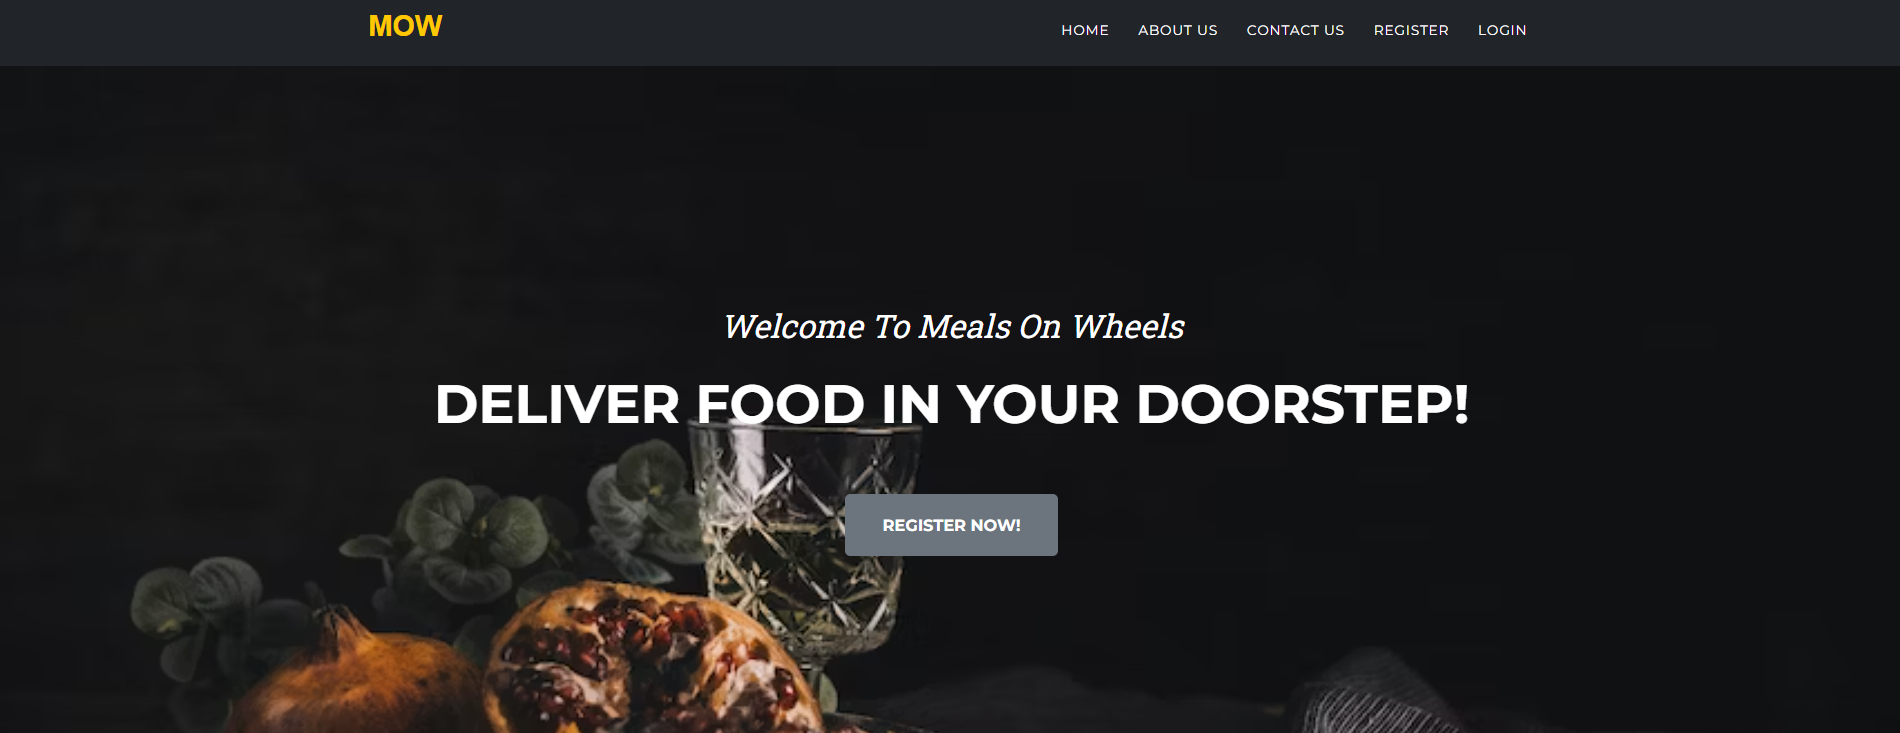 MOW
HOME ABOUT US CONTACT US REGISTER LOGIN
Welcome To Meals On Wheels
DELIVER FOOD IN YOUR DOORSTEP!
REGISTER NOW!